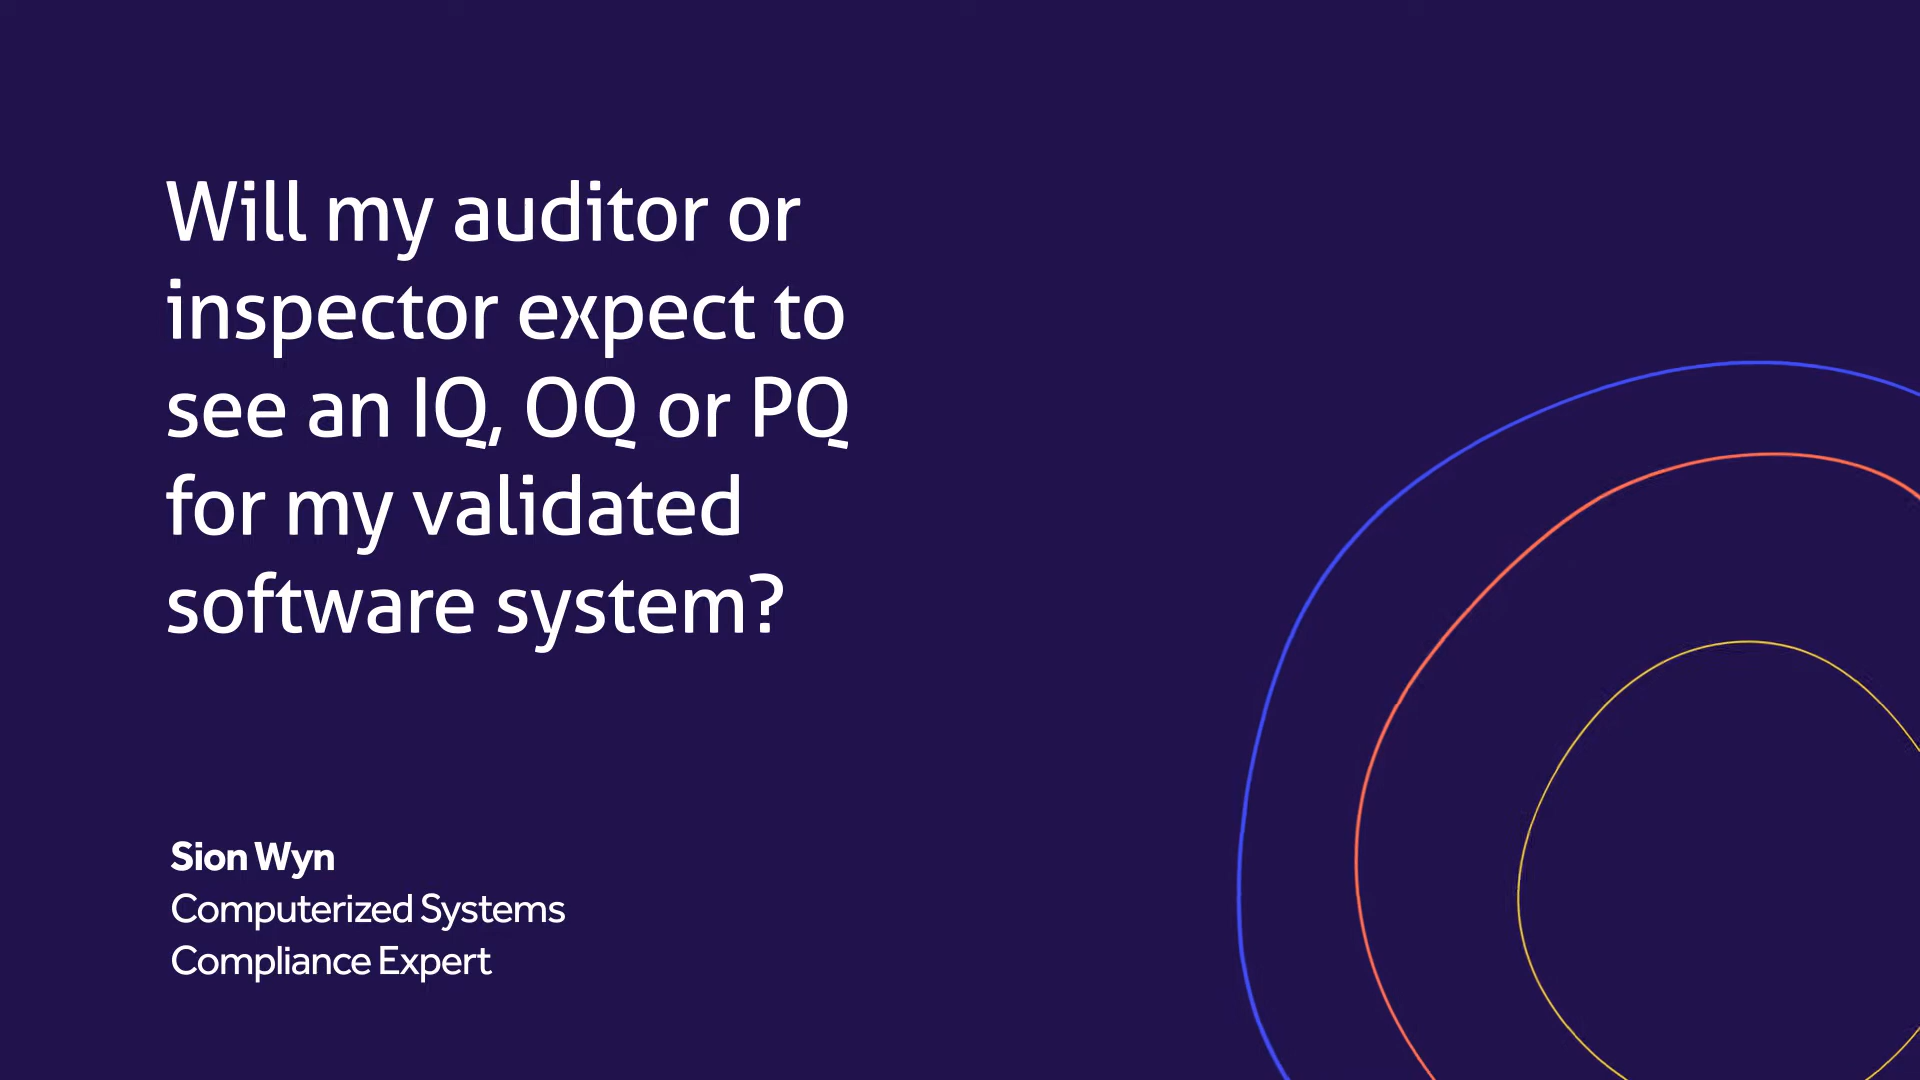 Will my auditor or
inspector expect to
see an IQ, OQ or PQ
for my validated
software system?
Sion Wyn
Computerized Systems
Compliance Expert